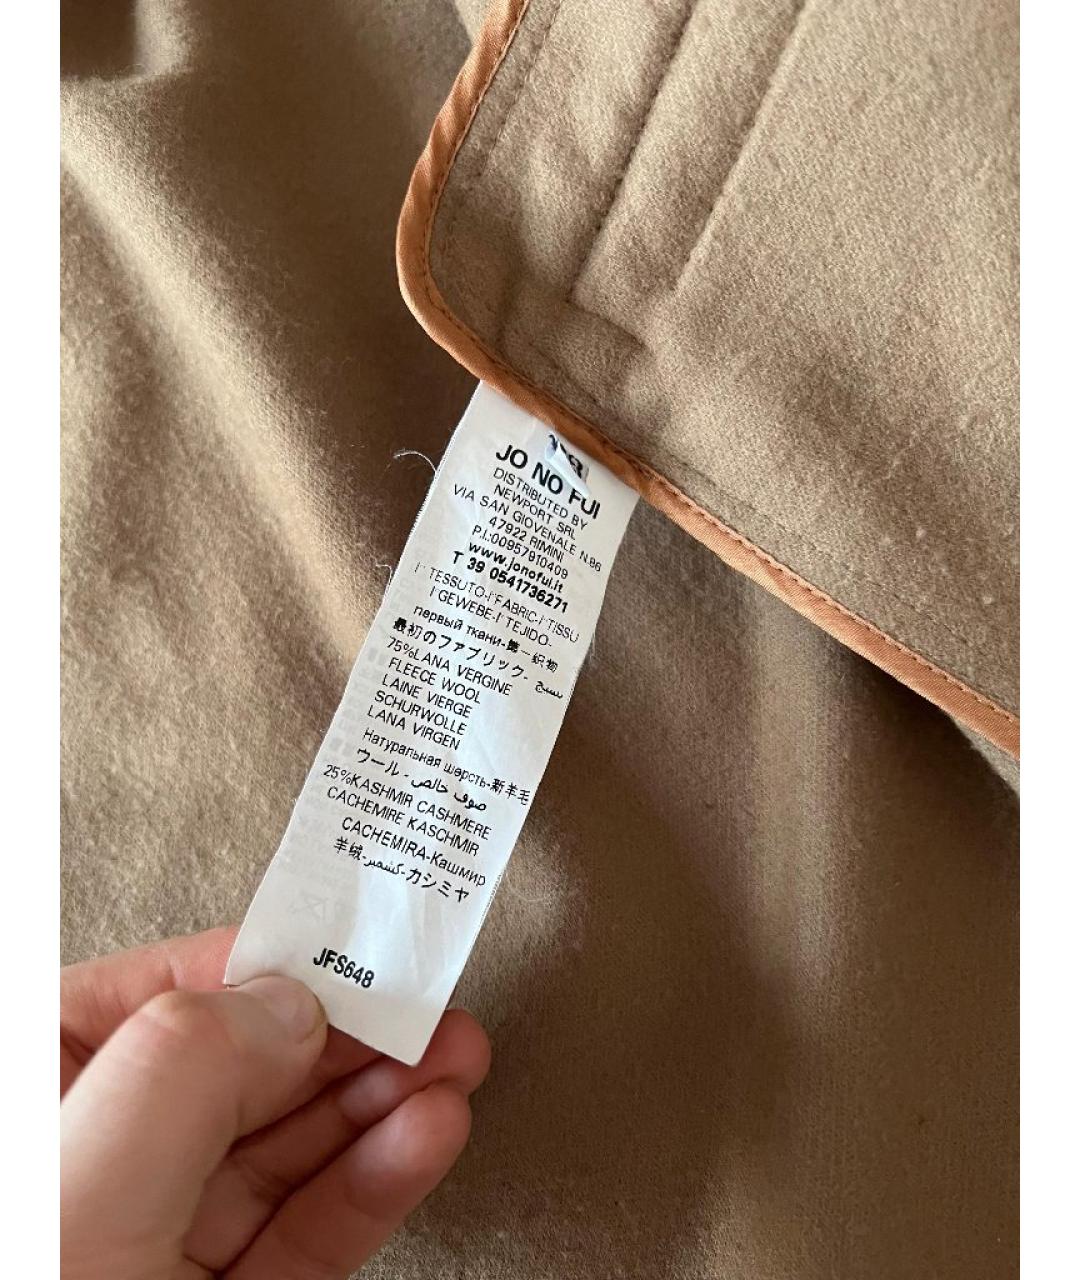 JO NO FUI
DISTRIBUTED BY
NEWPORT SRL
VIA SAN GIOVENALE N.86
47922 RIMINI
P.I.:00957910409
www.jonofui.it
T 39 0541736271
I°TESSUTO-I°FABRIC-I°TISSU
I°GEWEBE-I°TEJIDO-
первый ткани-第一织物
最初のファブリック- نسيج
75%LANA VERGINE
FLEECE WOOL
LAINE VIERGE
SCHURWOLLE
LANA VIRGEN
Натуральная шерсть-新羊毛
ウール - صوف خالص
25%KASHMIR CASHMERE
CACHEMIRE KASCHMIR
CACHEMIRA-Кашмир
羊绒-كشمير-カシミヤ
JFS648